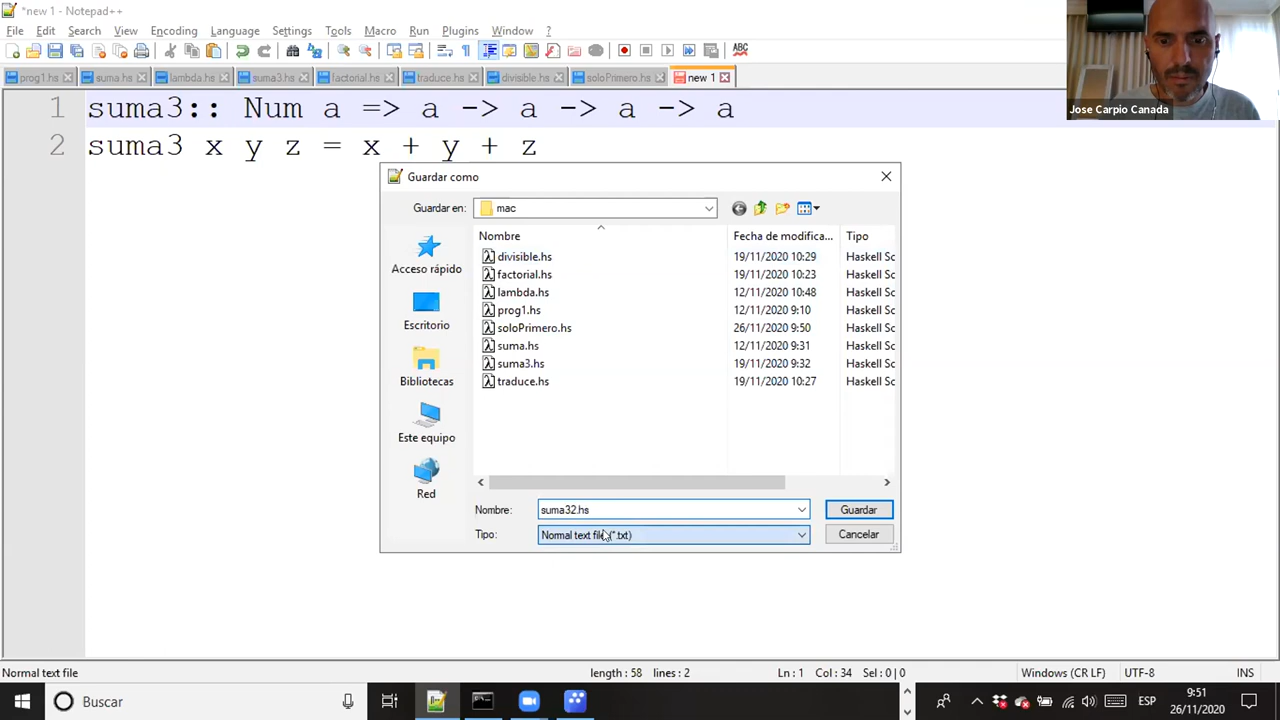 *new 1 - Notepad++
File Edit Search View Encoding Language Settings Tools Macro Run Plugins Window ?
prog1.hs suma.hs lambda.hs suma3.hs factorial.hs traduce.hs divisible.hs soloPrimero.hs new 1
Jose Carpio Canada
1 suma3:: Num a => a -> a -> a -> a
2 suma3 x y z = x + y + z
Guardar como
Guardar en: mac
Nombre Fecha de modifica... Tipo
divisible.hs 19/11/2020 10:29 Haskell Sc
factorial.hs 19/11/2020 10:23 Haskell Sc
lambda.hs 12/11/2020 10:48 Haskell Sc
prog1.hs 12/11/2020 9:10 Haskell Sc
soloPrimero.hs 26/11/2020 9:50 Haskell Sc
suma.hs 12/11/2020 9:31 Haskell Sc
suma3.hs 19/11/2020 9:32 Haskell Sc
traduce.hs 19/11/2020 10:27 Haskell Sc
Acceso rápido
Escritorio
Bibliotecas
Este equipo
Red
Nombre: suma32.hs Guardar
Tipo: Normal text file (*.txt) Cancelar
Normal text file length : 58 lines : 2 Ln : 1 Col : 34 Sel : 0 | 0 Windows (CR LF) UTF-8 INS
Buscar ESP 9:51
26/11/2020